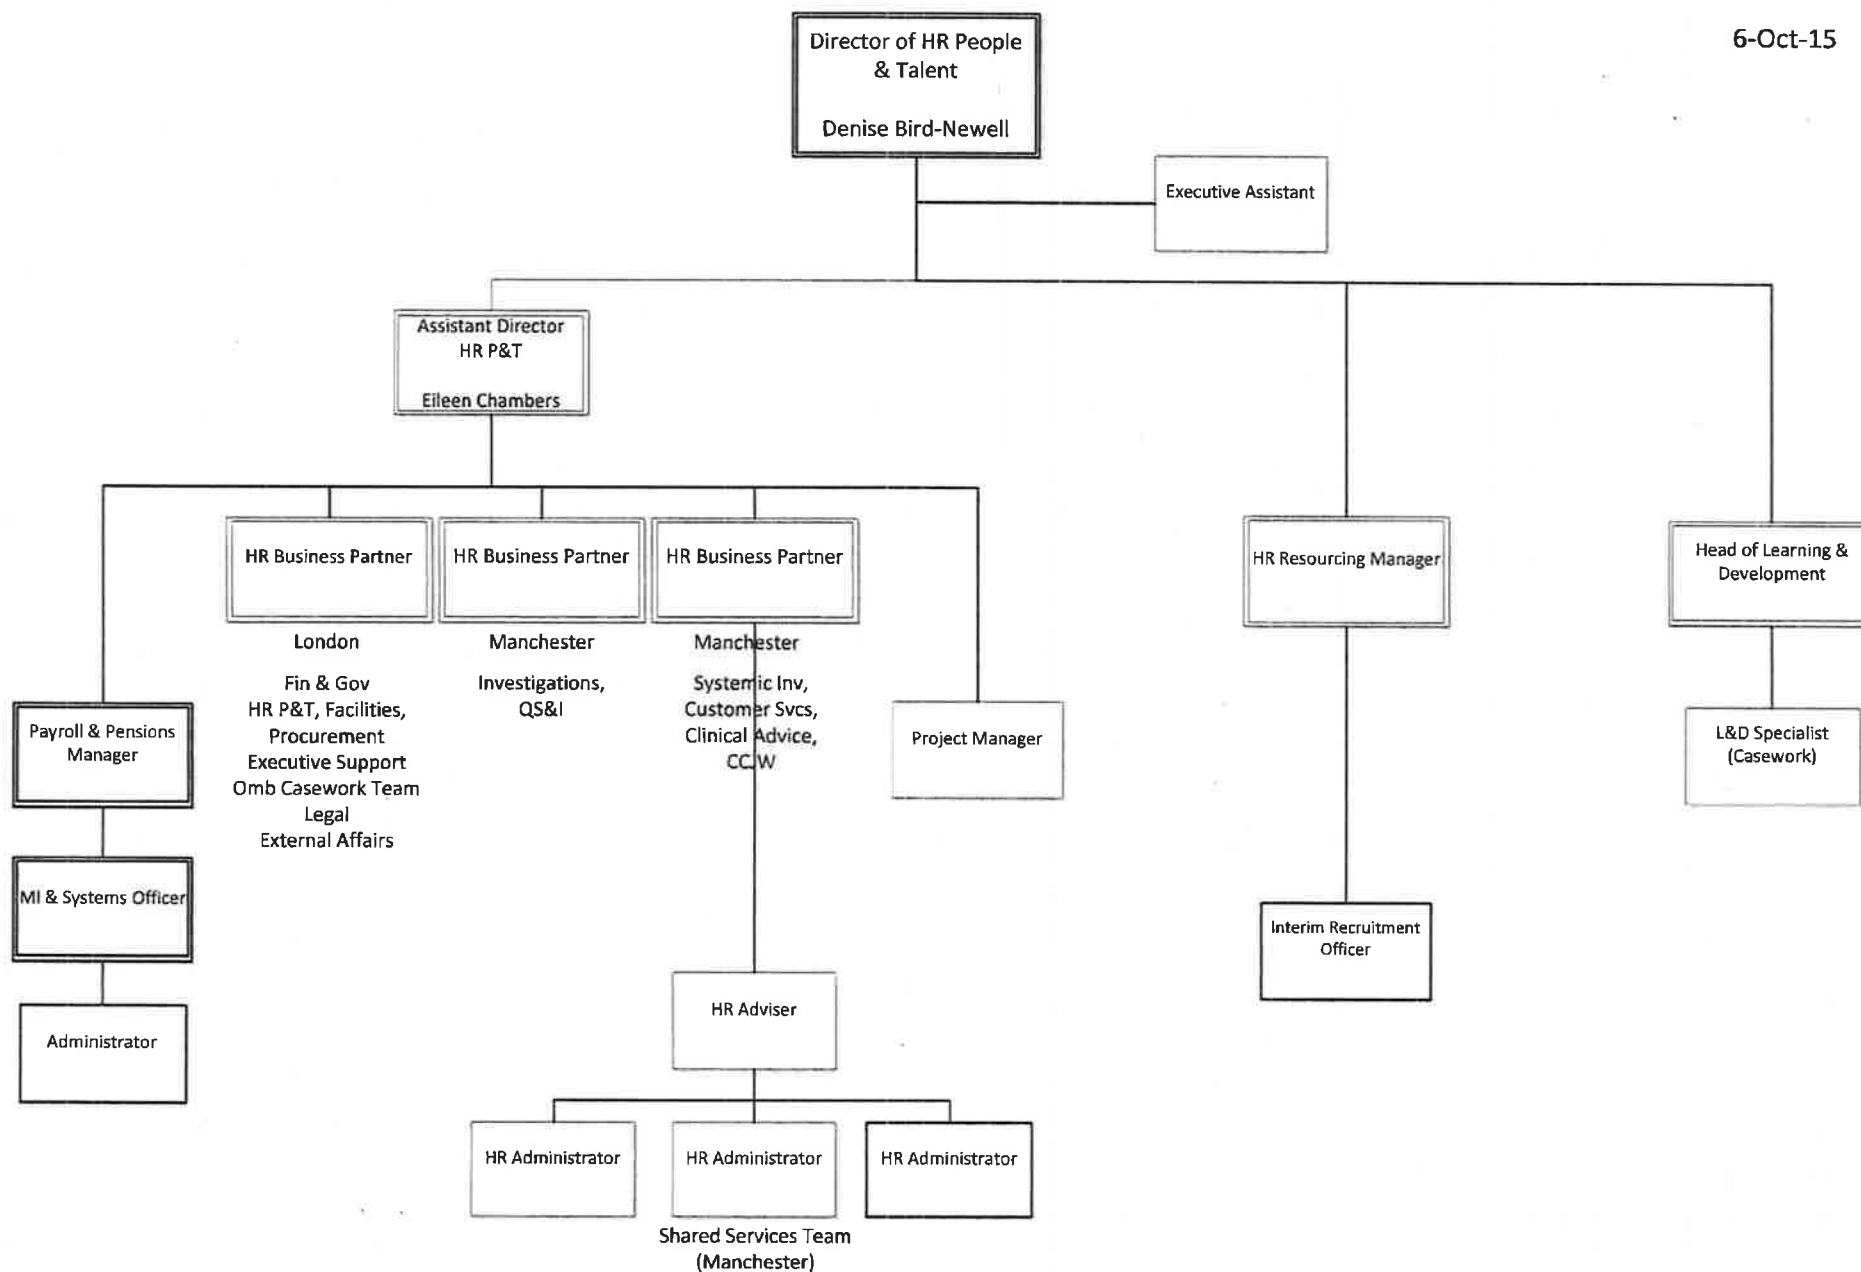 6-Oct-15
Director of HR People
& Talent
Denise Bird-Newell
Executive Assistant
Assistant Director
HR P&T
Eileen Chambers
HR Business Partner
London
Fin & Gov
HR P&T, Facilities,
Procurement
Executive Support
Omb Casework Team
Legal
External Affairs
HR Business Partner
Manchester
Investigations,
QS&I
HR Business Partner
Manchester
Systemic Inv,
Customer Svcs,
Clinical Advice,
HR Resourcing Manager
Head of Learning &
Development
Payroll & Pensions
Manager
Project Manager
L&D Specialist
(Casework)
MI & Systems Officer
Interim Recruitment
Officer
Administrator
HR Adviser
HR Administrator
HR Administrator
HR Administrator
Shared Services Team
(Manchester)